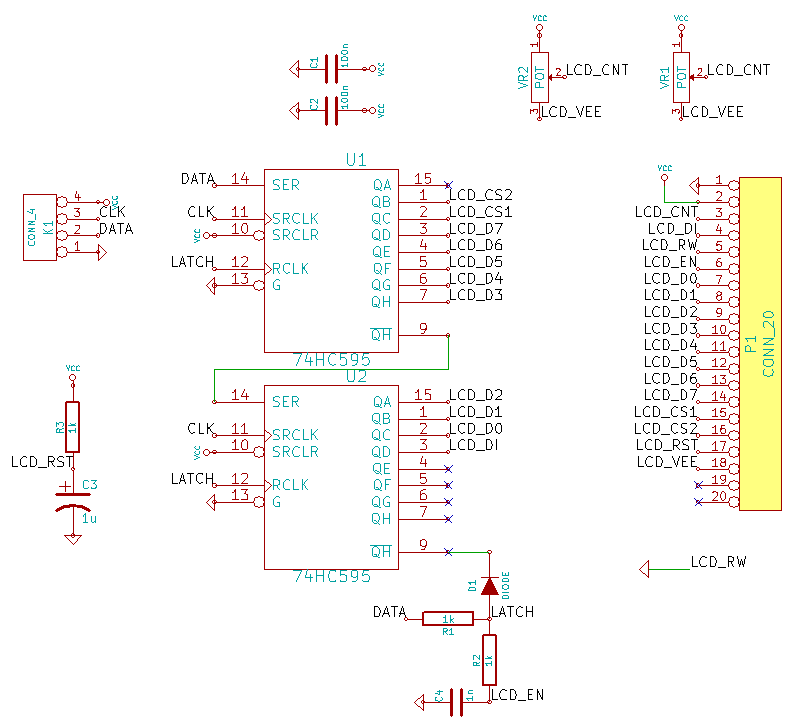 VCC
1
VR2
POT
2
LCD_CNT
3
LCD_VEE
VCC
1
VR1
POT
2
LCD_CNT
3
LCD_VEE
C1
100n
VCC
C2
100n
VCC
CONN_4
K1
4
VCC
3
CLK
2
DATA
1
U1
DATA 14 SER
CLK 11 SRCLK
VCC 10 SRCLR
LATCH 12 RCLK
13 G
QA 15
QB 1 LCD_CS2
QC 2 LCD_CS1
QD 3 LCD_D7
QE 4 LCD_D6
QF 5 LCD_D5
QG 6 LCD_D4
QH 7 LCD_D3
QH 9
74HC595
U2
14 SER
CLK 11 SRCLK
VCC 10 SRCLR
LATCH 12 RCLK
13 G
QA 15 LCD_D2
QB 1 LCD_D1
QC 2 LCD_D0
QD 3 LCD_DI
QE 4
QF 5
QG 6
QH 7
QH 9
74HC595
VCC
1
2
LCD_CNT 3
LCD_DI 4
LCD_RW 5
LCD_EN 6
LCD_D0 7
LCD_D1 8
LCD_D2 9
LCD_D3 10
LCD_D4 11
LCD_D5 12
LCD_D6 13
LCD_D7 14
LCD_CS1 15
LCD_CS2 16
LCD_RST 17
LCD_VEE 18
19
20
P1
CONN_20
VCC
R3
1k
LCD_RST
C3
1u
D1
DIODE
DATA
1k
R1
LATCH
R2
1k
C4
1n
LCD_EN
LCD_RW